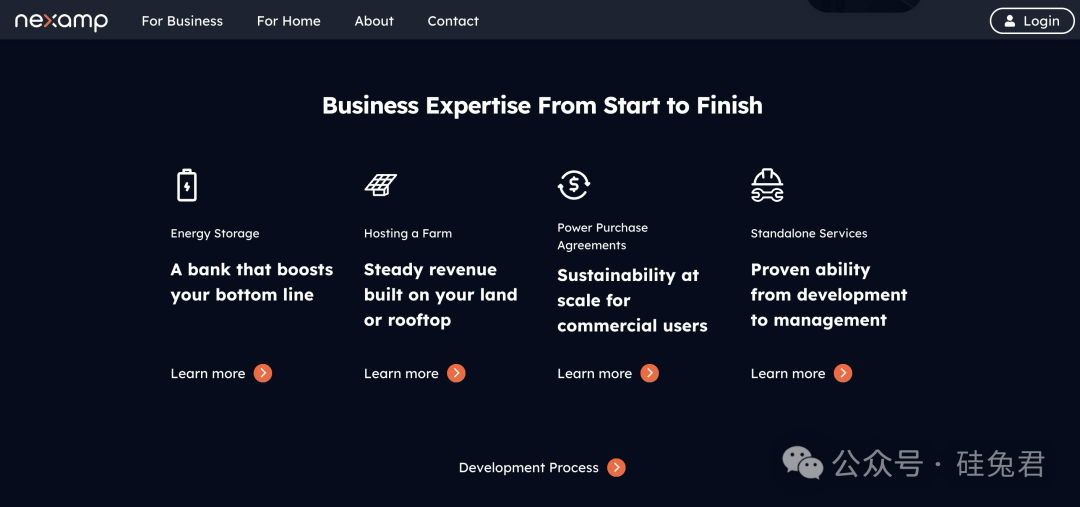 nexamp
For Business
For Home
About
Contact
Login
Business Expertise From Start to Finish
Energy Storage
A bank that boosts
your bottom line
Learn more
Hosting a Farm
Steady revenue
built on your land
or rooftop
Learn more
Power Purchase
Agreements
Sustainability at
scale for
commercial users
Learn more
Standalone Services
Proven ability
from development
to management
Learn more
Development Process
公众号 · 硅兔君